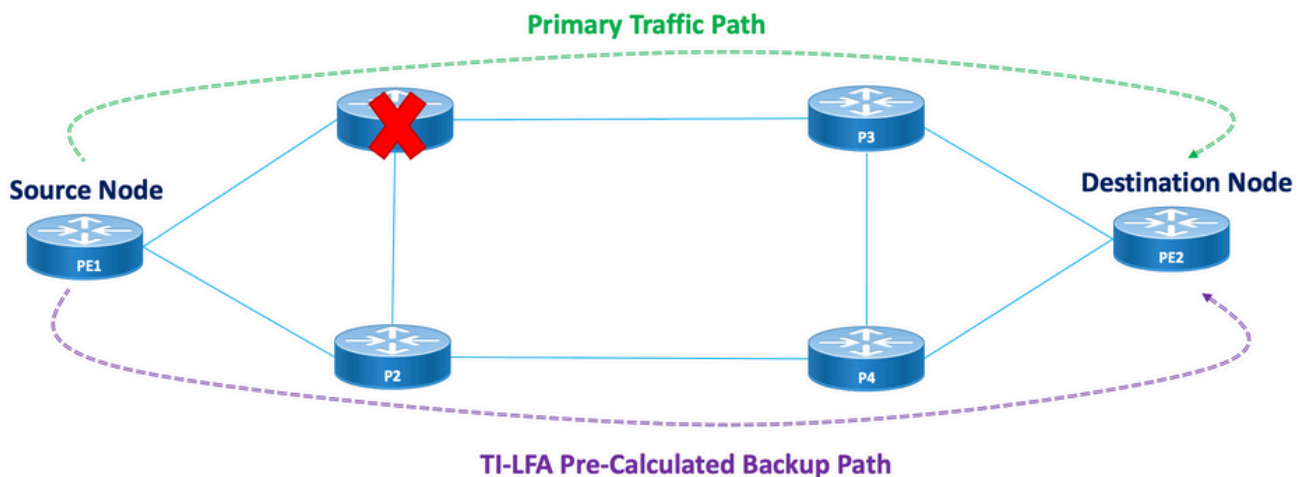 Primary Traffic Path
P3
Source Node
Destination Node
PE1
PE2
P2
P4
TI-LFA Pre-Calculated Backup Path